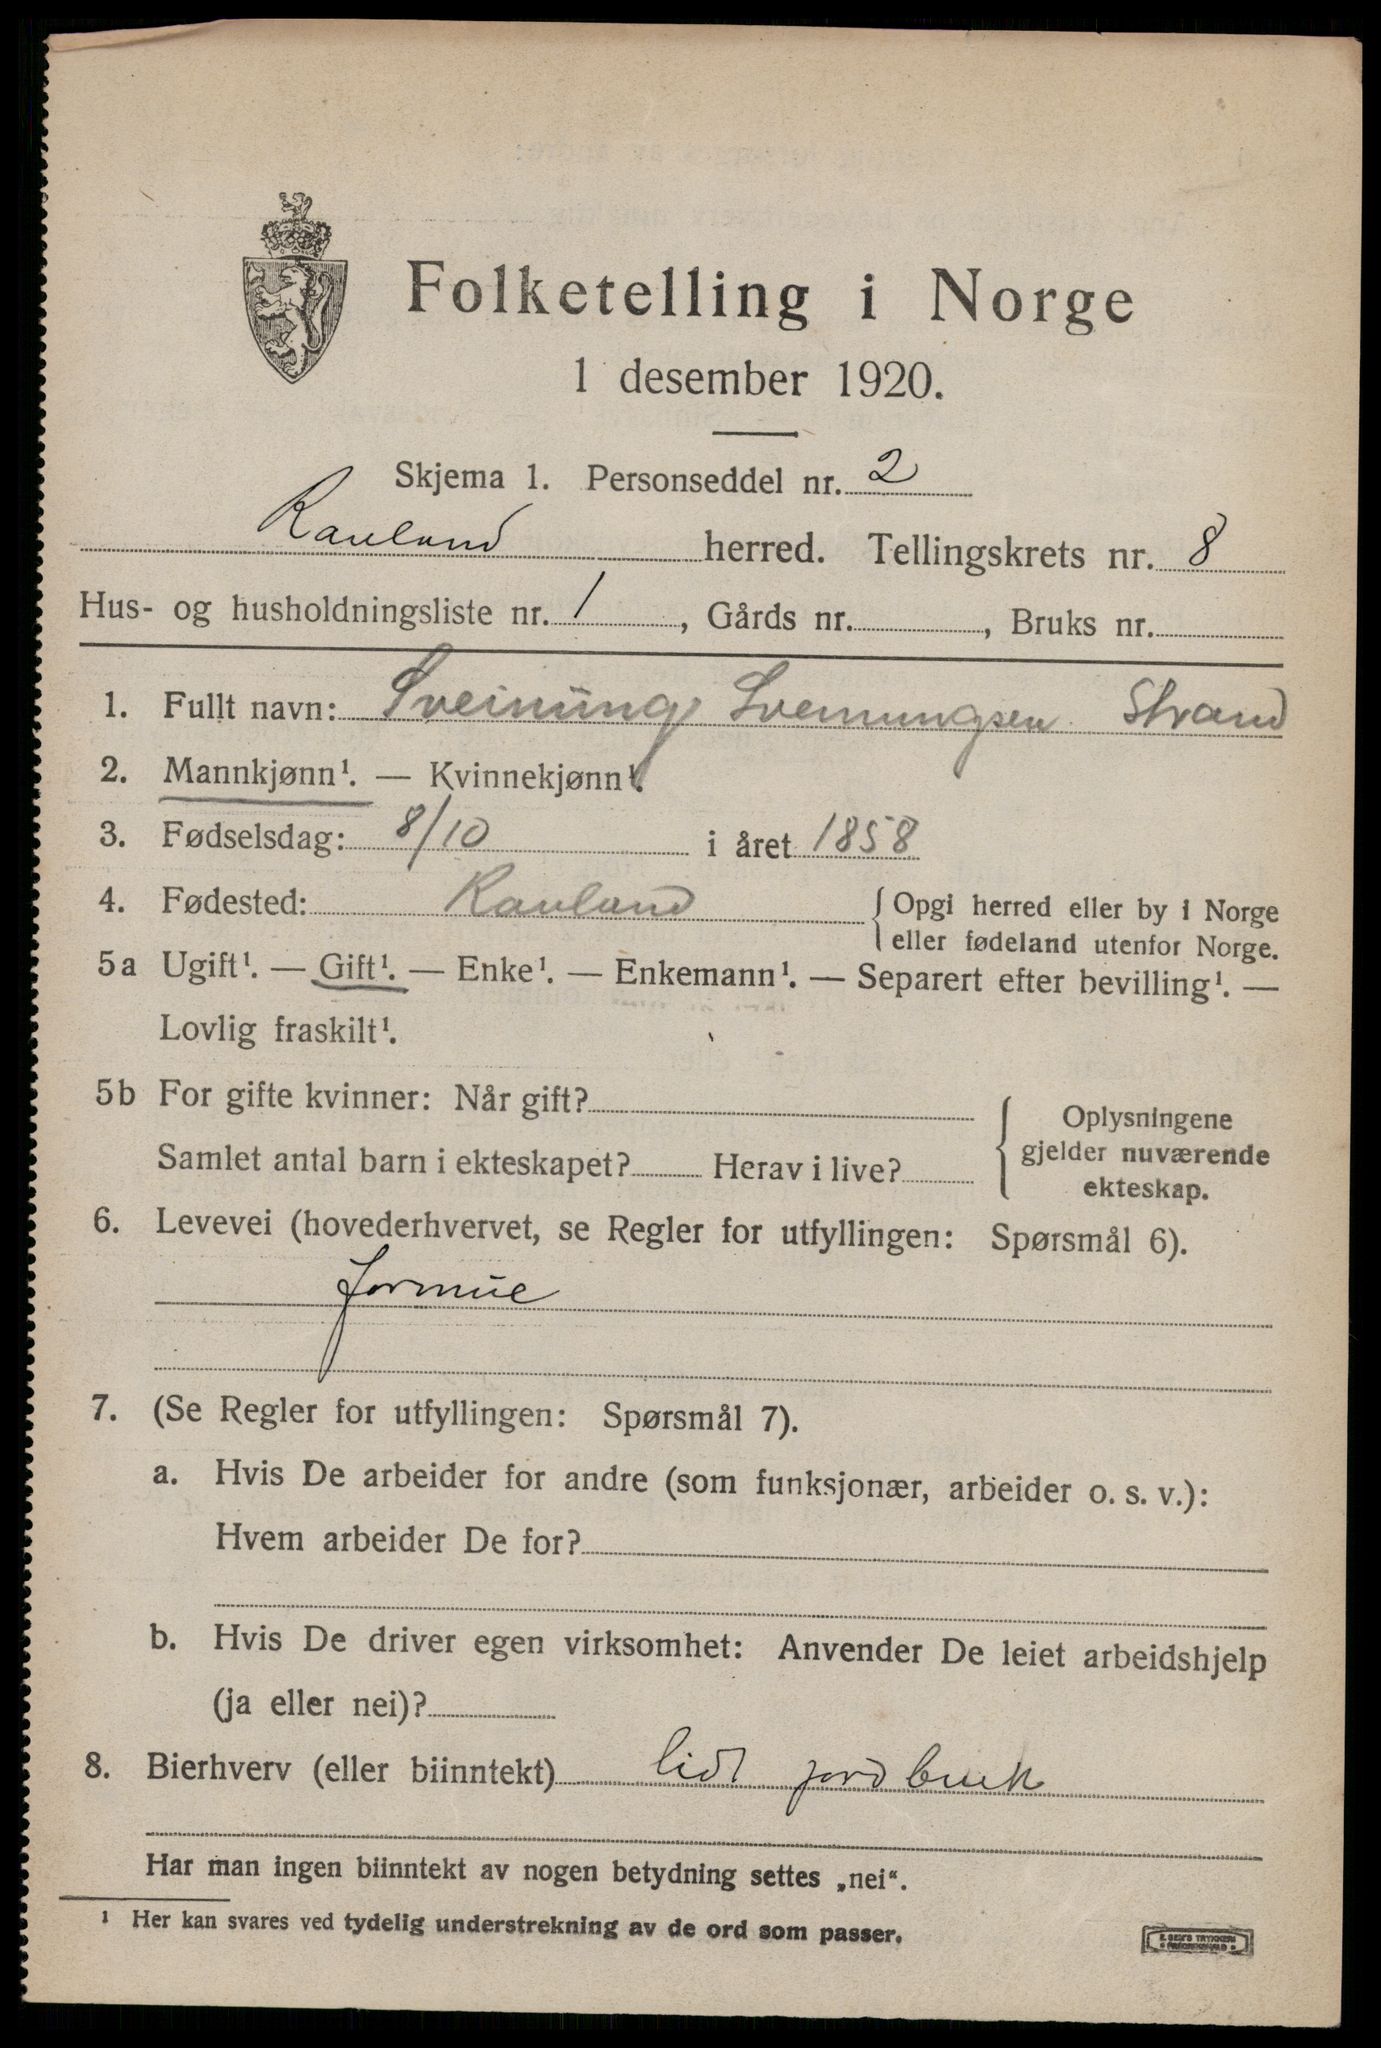 Folketelling i Norge
1 desember 1920.
Skjema 1. Personseddel nr. 2
Rauland herred. Tellingskrets nr. 8
Hus- og husholdningsliste nr. 1, Gårds nr. , Bruks nr.
1. Fullt navn: Sveinung Sveinungsen Strand
2. Mannkjønn¹. — Kvinnekjønn¹.
3. Fødselsdag: 8/10 i året 1858
4. Fødested: Rauland { Opgi herred eller by i Norge
eller fødeland utenfor Norge.
5a Ugift¹. — Gift¹. — Enke¹. — Enkemann¹. — Separert efter bevilling¹. —
Lovlig fraskilt¹.
5b For gifte kvinner: Når gift?
Samlet antal barn i ekteskapet? Herav i live?
{ Oplysningene
gjelder nuværende
ekteskap.
6. Levevei (hovederhvervet, se Regler for utfyllingen: Spørsmål 6).
formue
7. (Se Regler for utfyllingen: Spørsmål 7).
a. Hvis De arbeider for andre (som funksjonær, arbeider o. s. v.):
Hvem arbeider De for?
b. Hvis De driver egen virksomhet: Anvender De leiet arbeidshjelp
(ja eller nei)?
8. Bierhverv (eller biinntekt) lidt jordbruk
Har man ingen biinntekt av nogen betydning settes „nei".
¹ Her kan svares ved tydelig understrekning av de ord som passer.